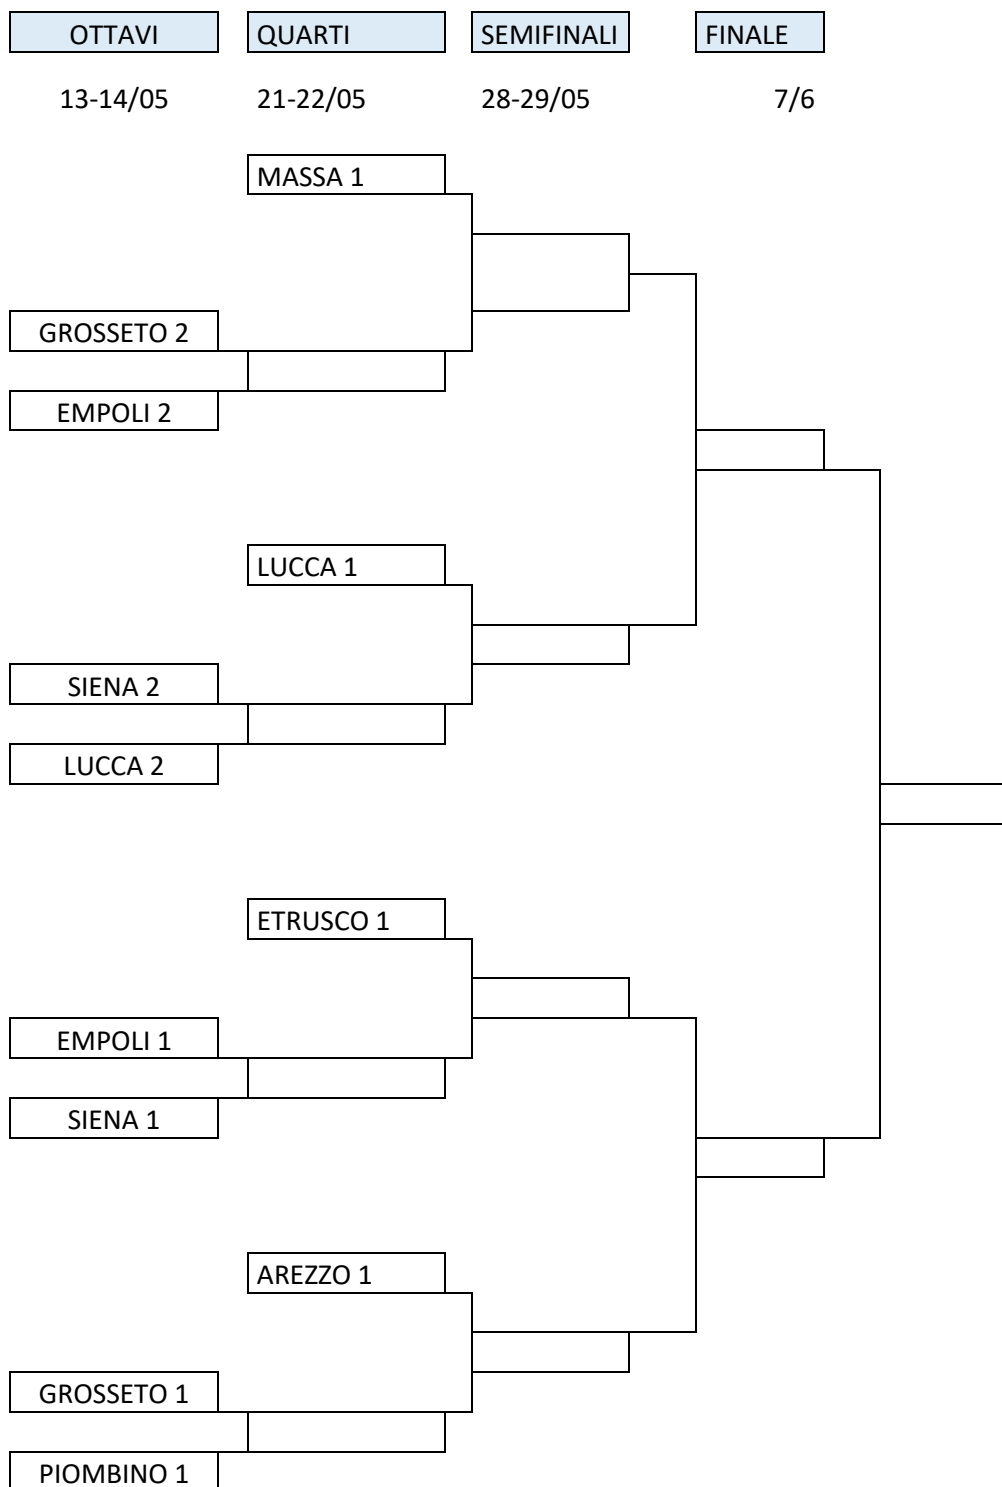 OTTAVI QUARTI SEMIFINALI FINALE
13-14/05 21-22/05 28-29/05 7/6
MASSA 1
GROSSETO 2
EMPOLI 2
LUCCA 1
SIENA 2
LUCCA 2
ETRUSCO 1
EMPOLI 1
SIENA 1
AREZZO 1
GROSSETO 1
PIOMBINO 1